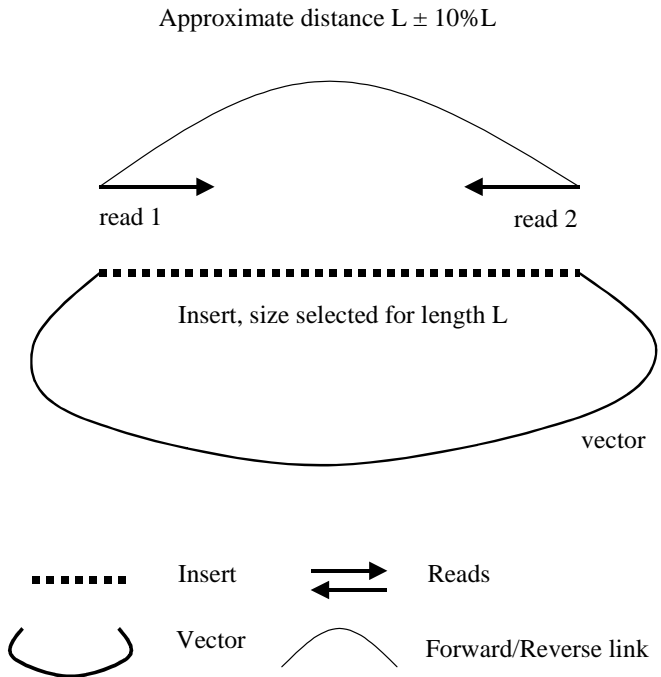 Approximate distance L ± 10%L
read 1
read 2
Insert, size selected for length L
vector
Insert
Reads
Vector
Forward/Reverse link